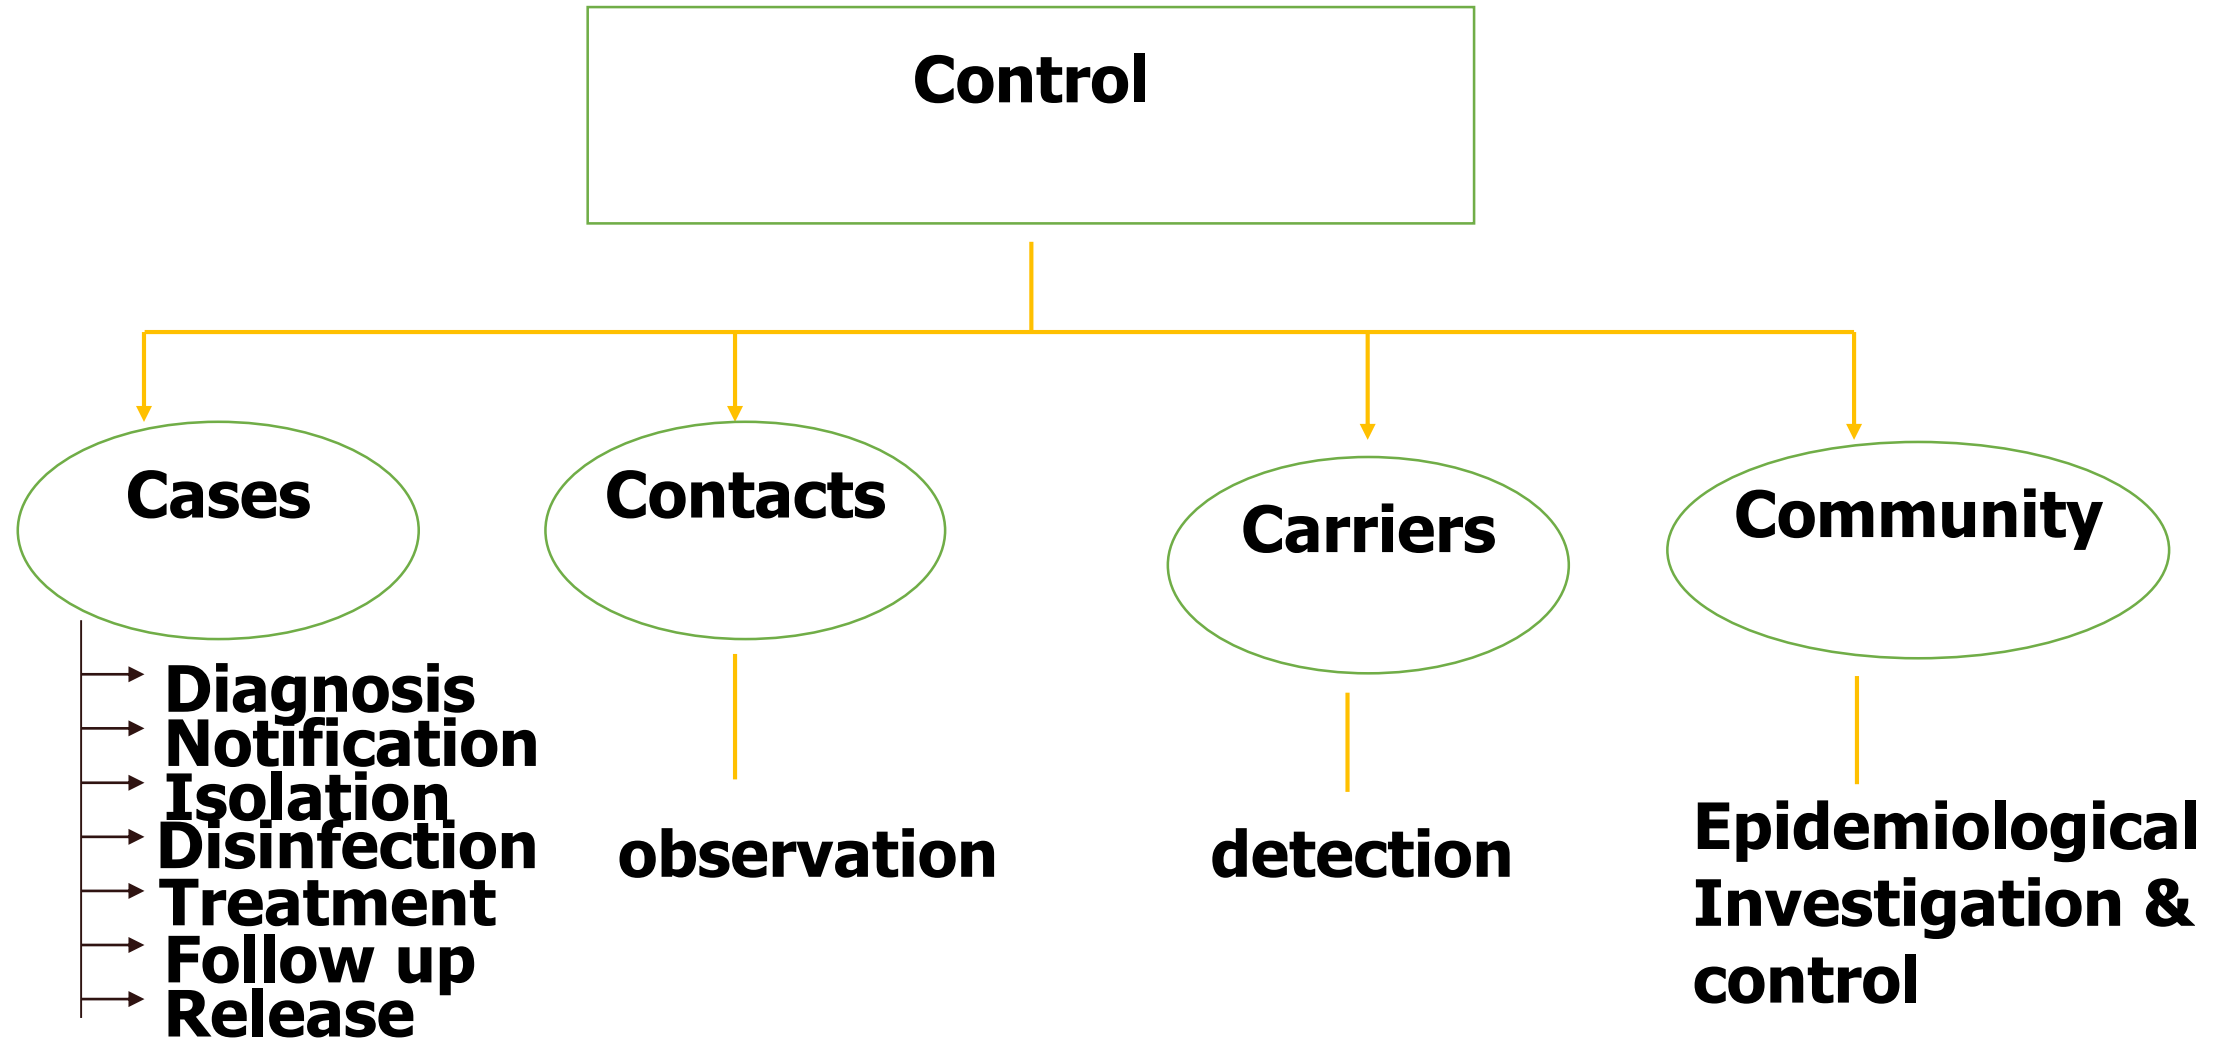 Control
Cases
Contacts
Carriers
Community
Diagnosis
Notification
Isolation
Disinfection
Treatment
Follow up
Release
observation
detection
Epidemiological
Investigation &
control